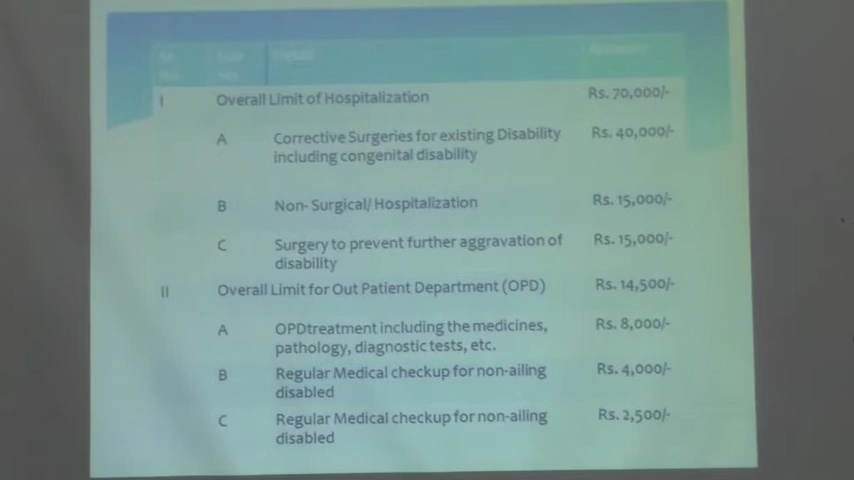 I Overall Limit of Hospitalization Rs. 70,000/-
A Corrective Surgeries for existing Disability Rs. 40,000/-
including congenital disability
B Non- Surgical/ Hospitalization Rs. 15,000/-
C Surgery to prevent further aggravation of Rs. 15,000/-
disability
II Overall Limit for Out Patient Department (OPD) Rs. 14,500/-
A OPDtreatment including the medicines, Rs. 8,000/-
pathology, diagnostic tests, etc.
B Regular Medical checkup for non-ailing Rs. 4,000/-
disabled
C Regular Medical checkup for non-ailing Rs. 2,500/-
disabled